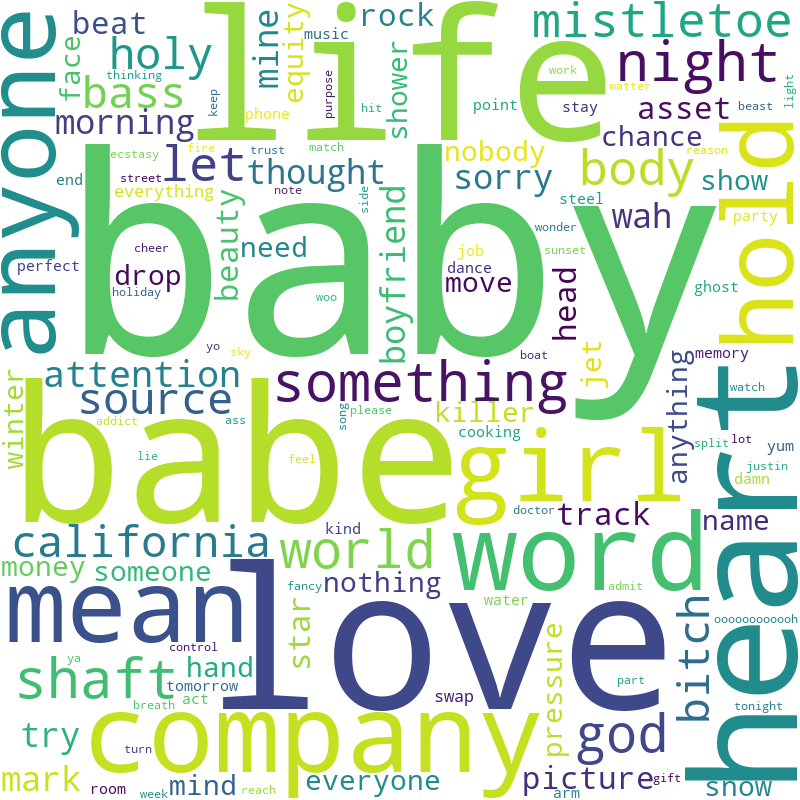 life
rock
beat
mistletoe
music
mine
equity
holy
night
anyone
face
thinking
work
matter
bass
keep
phone
purpose
hit
shower
point
stay
asset
beast
light
morning
chance
fire
trust
match
nobody
reason
ecstasy
let
thought
body
show
hold
end
street
note
sorry
everything
side
steel
party
baby
beauty
boyfriend
wah
need
wonder
cheer
job
sunset
perfect
drop
dance
move
head
ghost
holiday
woo
yo
boat
jet
memory
sky
attention
something
anything
watch
winter
source
babe
song
please
killer
heart
addict
ass
cooking
girl
split
lot
yum
lie
feel
justin
damn
doctor
track
name
kind
california
world
word
money
someone
nothing
mean
love
fancy
water
admit
star
bitch
oooooooooooh
control
pressure
ya
shaft
hand
tomorrow
part
swap
breath
act
company
god
tonight
try
turn
show
mark
room
mind
everyone
picture
gift
week
reach
arm